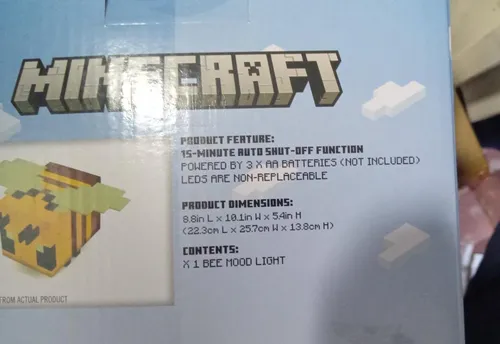 MINECRAFT
PRODUCT FEATURE:
15-MINUTE AUTO SHUT-OFF FUNCTION
POWERED BY 3 X AA BATTERIES (NOT INCLUDED)
LEDS ARE NON-REPLACEABLE
PRODUCT DIMENSIONS:
8.8in L x 10.1in W x 5.4in H
(22.3cm L x 25.7cm W x 13.8cm H)
CONTENTS:
X 1 BEE MOOD LIGHT
FROM ACTUAL PRODUCT